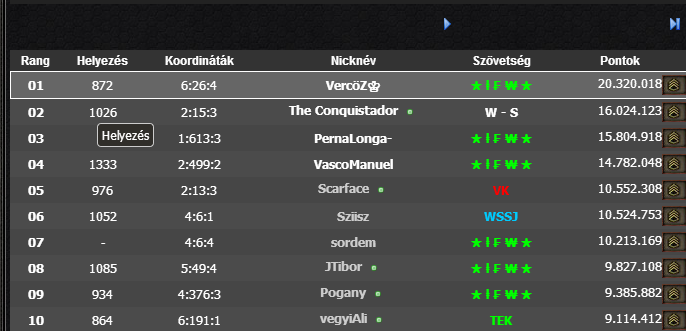 Rang Helyezés Koordináták Nicknév Szövetség Pontok
01 872 6:26:4 VercöZ♔ ★ł₣₩★ 20.320.018
02 1026 2:15:3 The Conquistador W - S 16.024.123
03 Helyezés 1:613:3 PernaLonga- ★ł₣₩★ 15.804.918
04 1333 2:499:2 VascoManuel ★ł₣₩★ 14.782.048
05 976 2:13:3 Scarface VK 10.552.308
06 1052 4:6:1 Sziisz WSSJ 10.524.753
07 - 4:6:4 sordem ★ł₣₩★ 10.213.169
08 1085 5:49:4 JTibor ★ł₣₩★ 9.827.108
09 934 4:376:3 Pogany ★ł₣₩★ 9.385.882
10 864 6:191:1 vegyiAli TEK 9.114.412